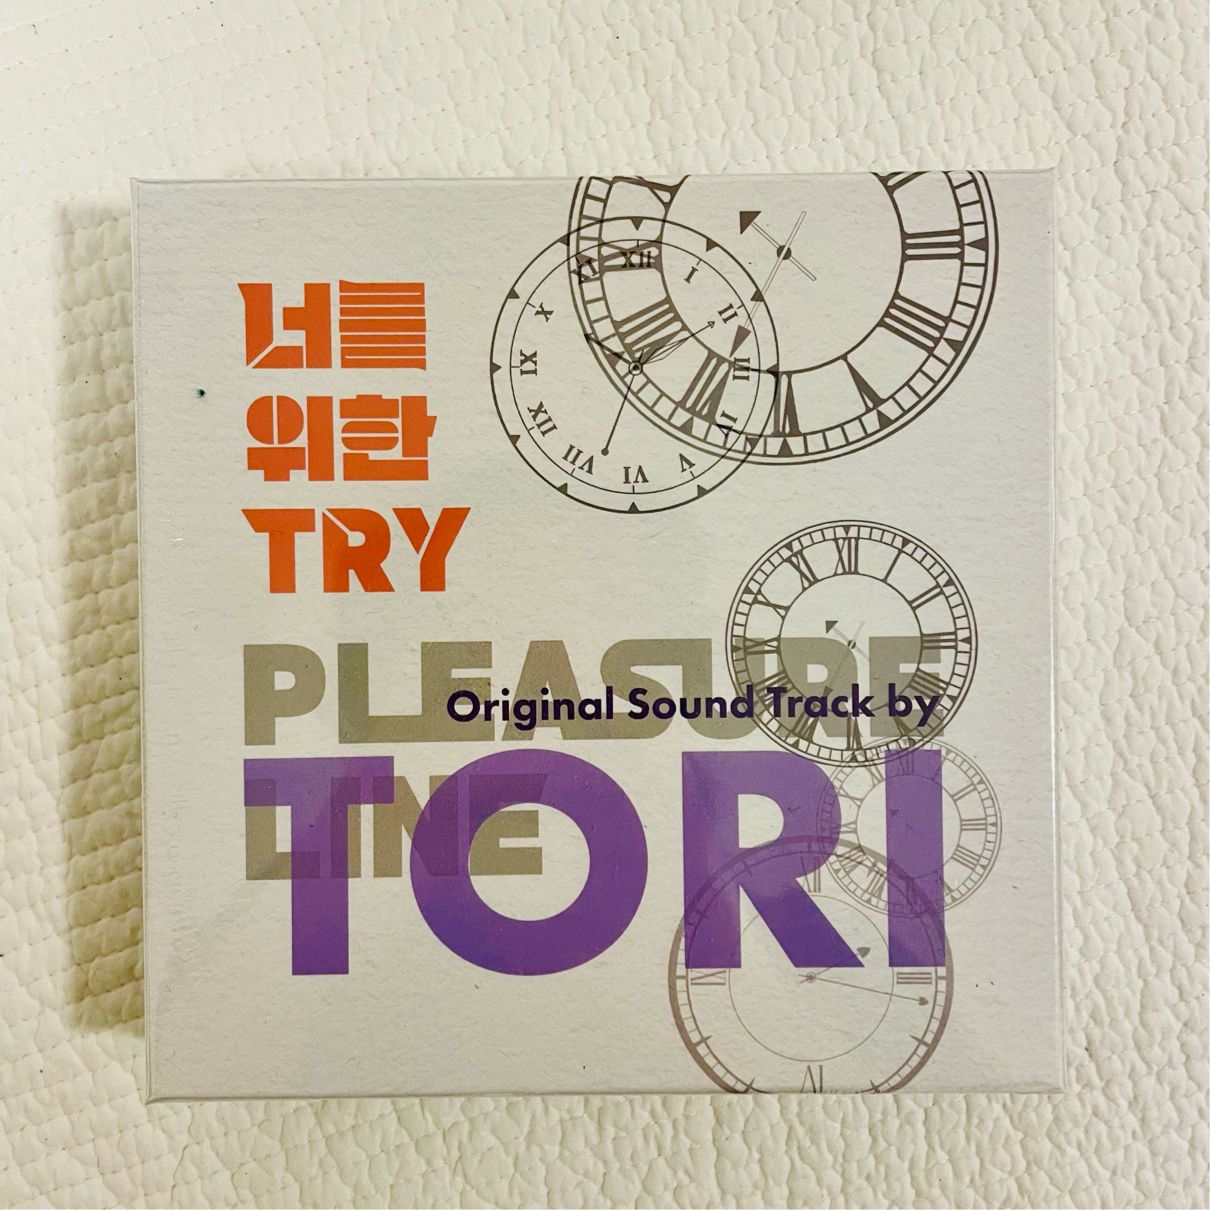 너를
위한
TRY
PLEASURE
Original Sound Track by
LINE
TORI